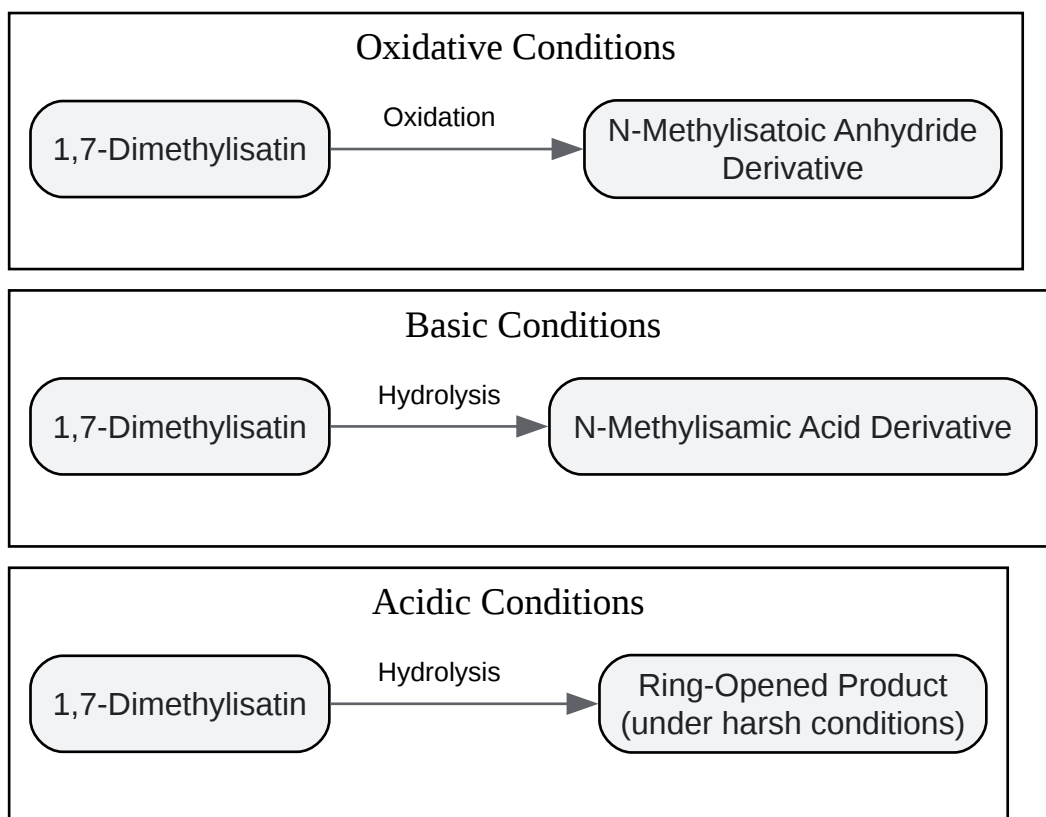 Oxidative Conditions
1,7-Dimethylisatin
Oxidation
N-Methylisatoic Anhydride
Derivative
Basic Conditions
1,7-Dimethylisatin
Hydrolysis
N-Methylisamic Acid Derivative
Acidic Conditions
1,7-Dimethylisatin
Hydrolysis
Ring-Opened Product
(under harsh conditions)